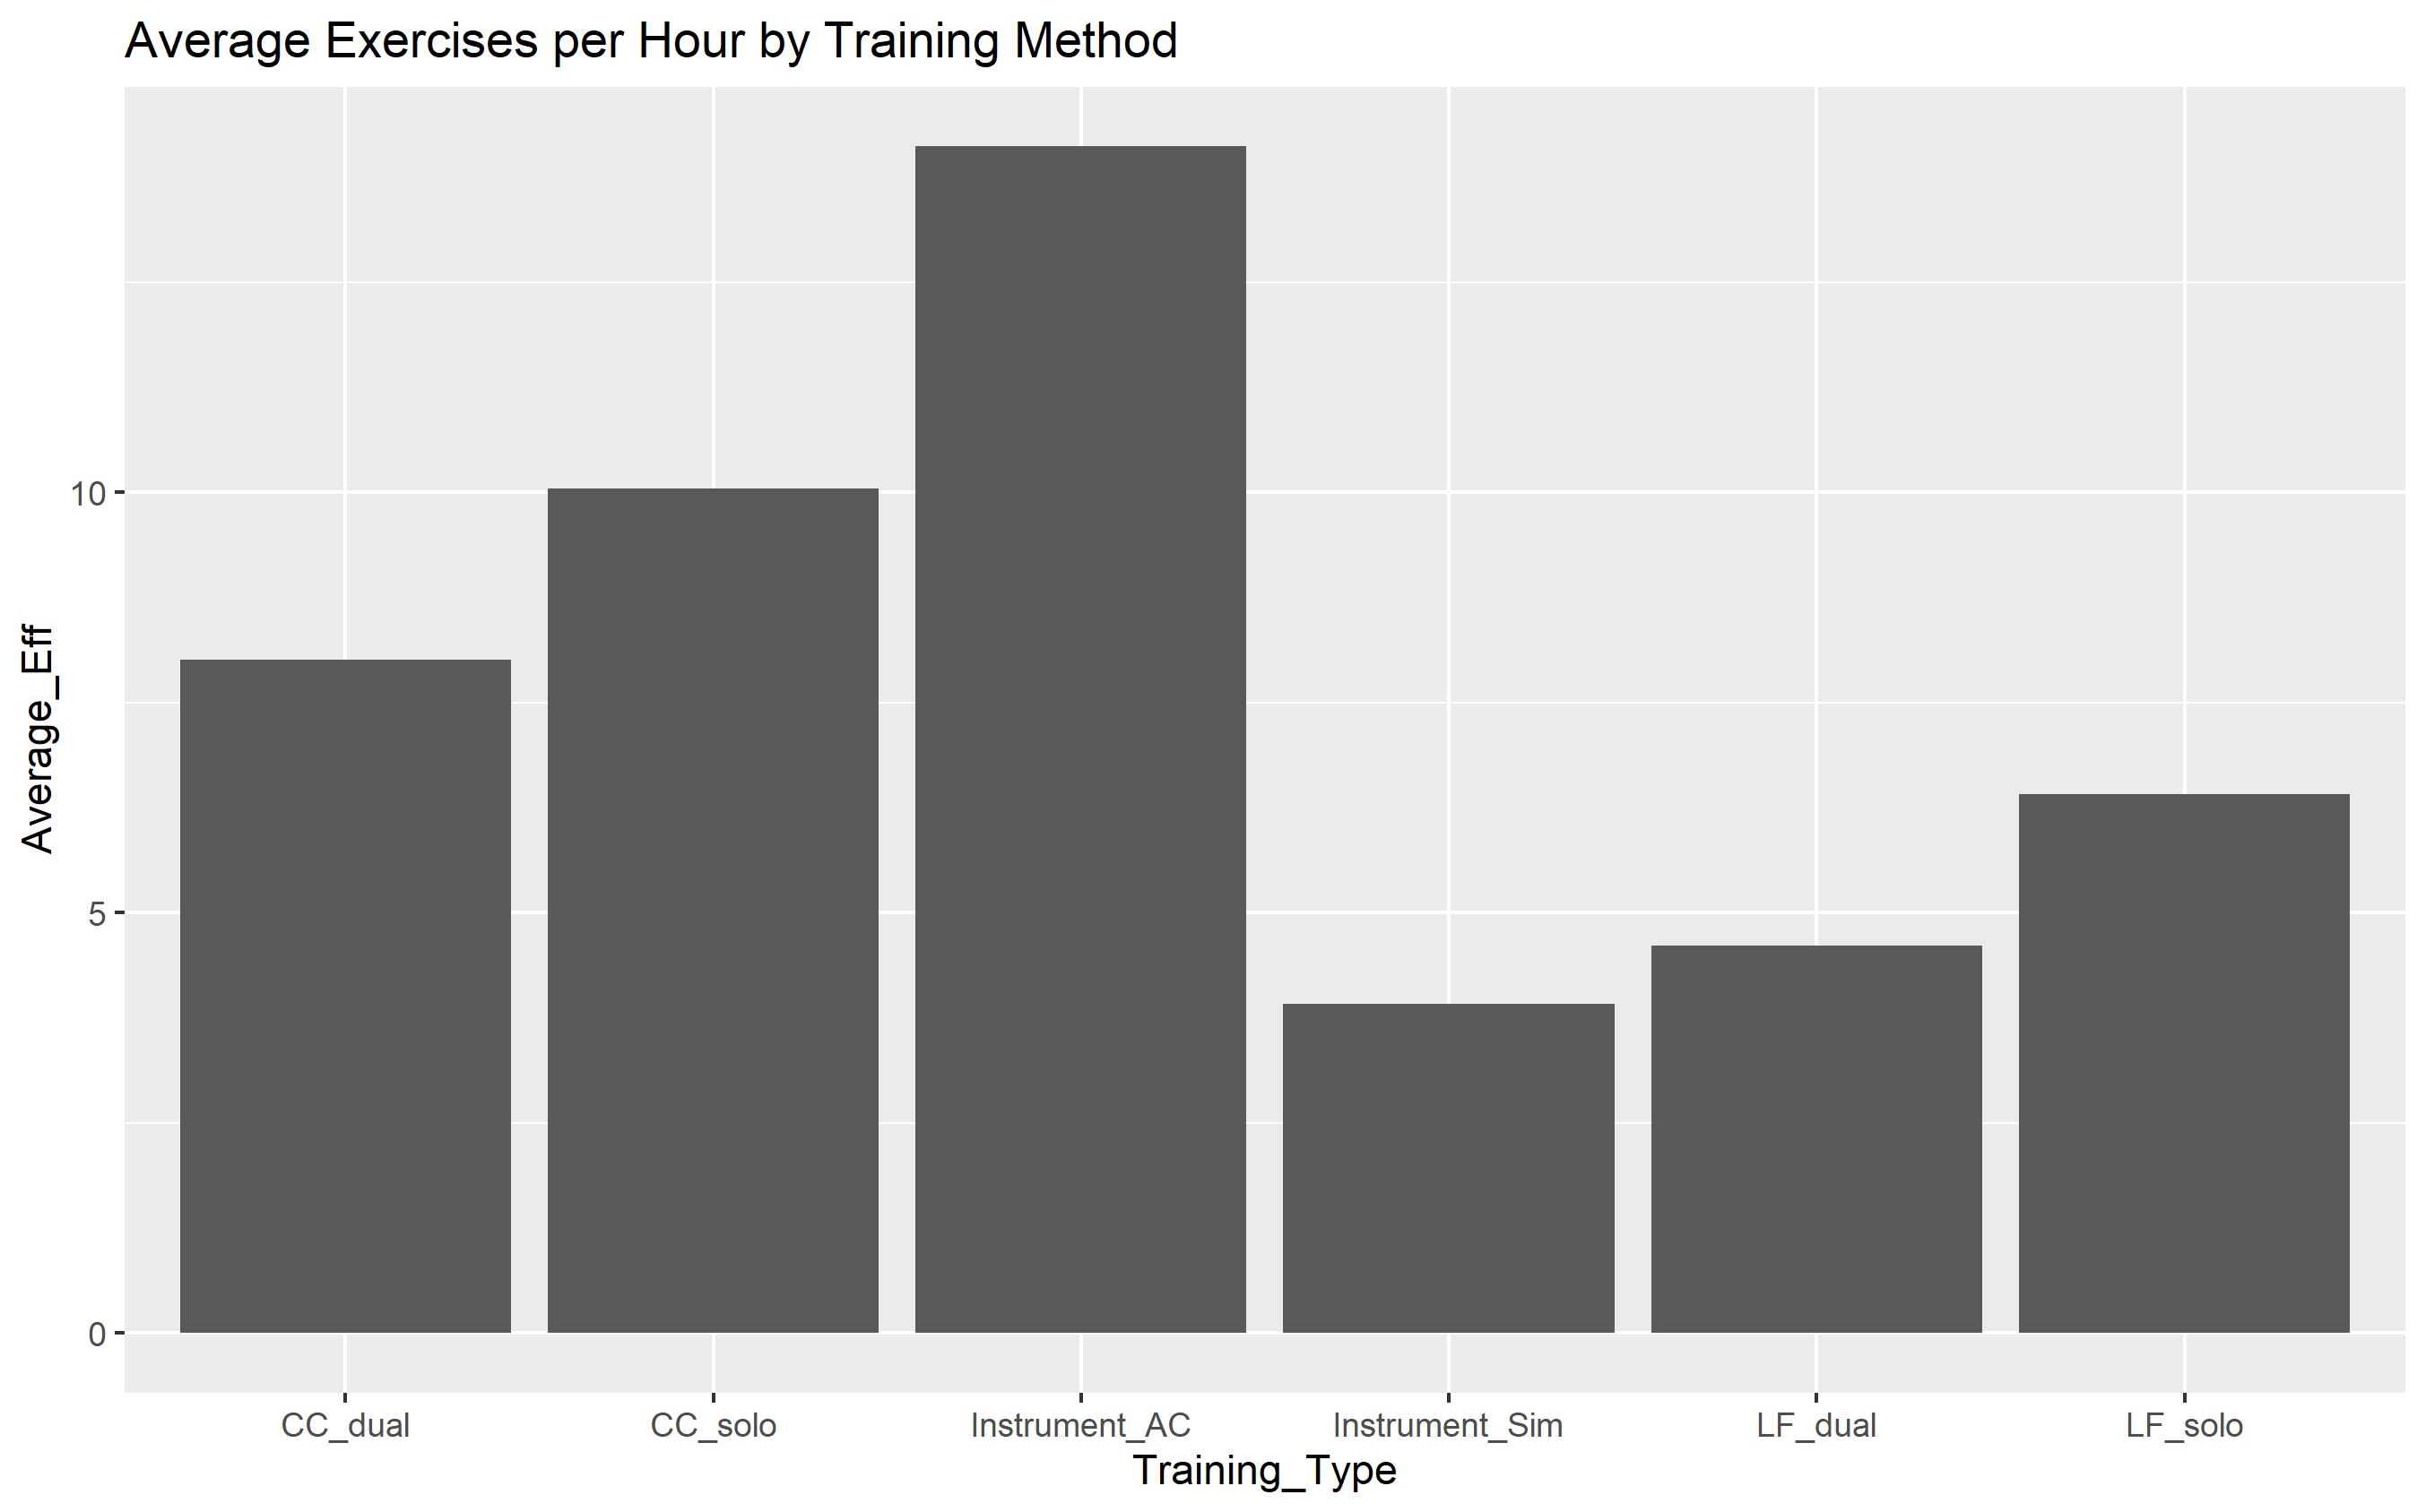 Average Exercises per Hour by Training Method
Average_Eff
10
5
0
CC_dual CC_solo Instrument_AC Instrument_Sim LF_dual LF_solo
Training_Type